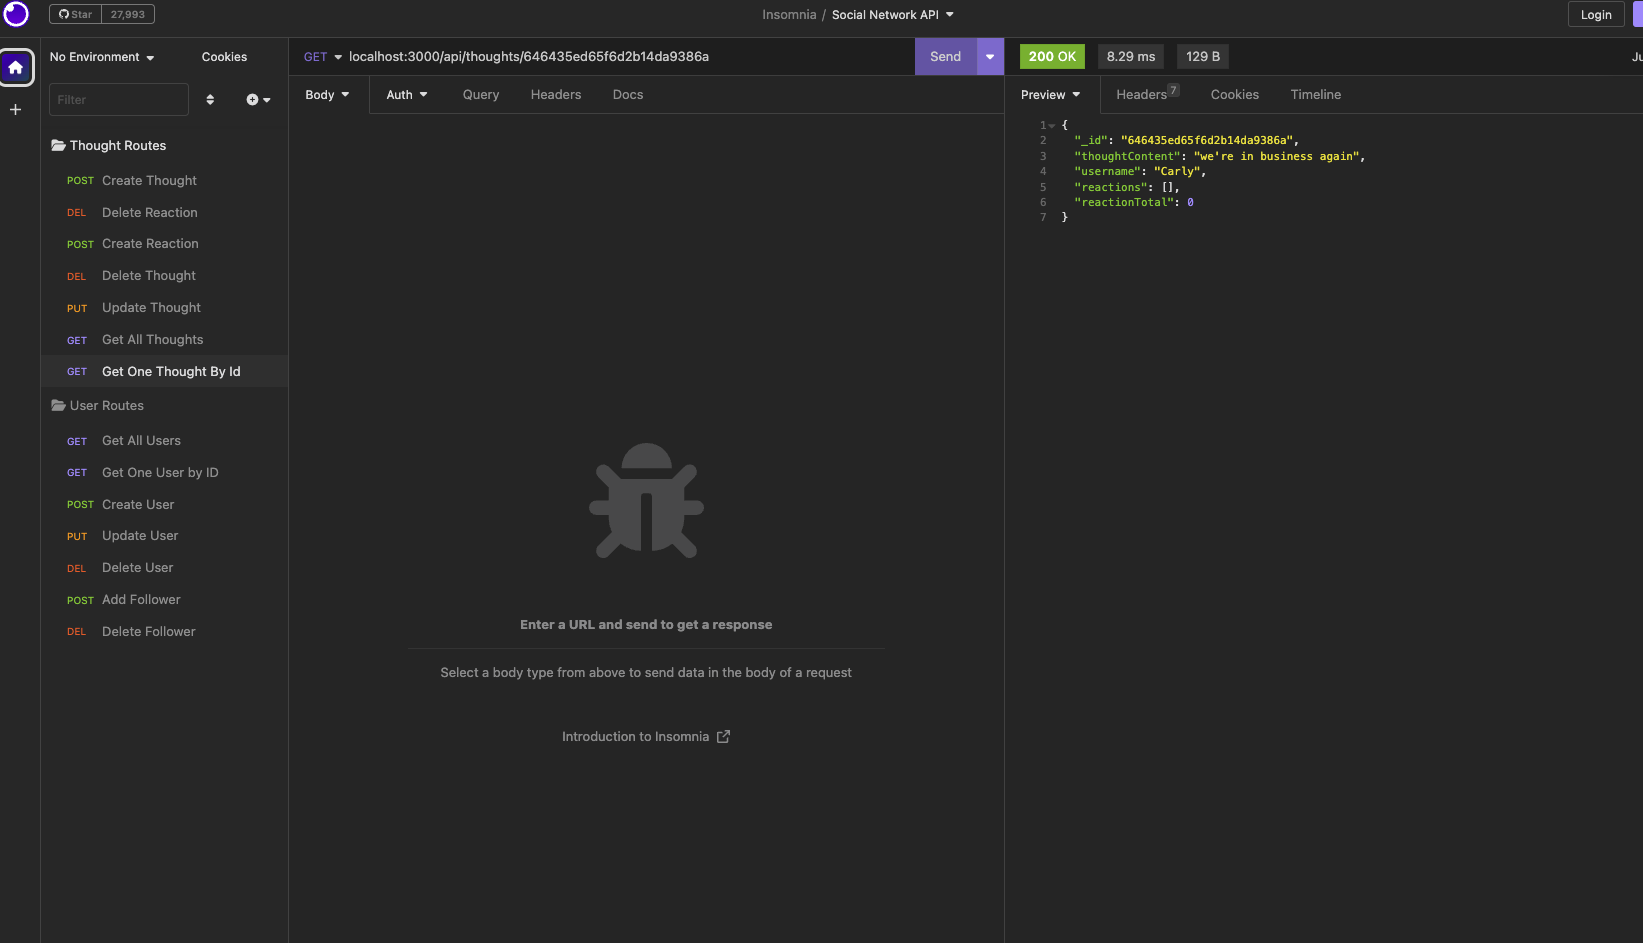 Star 27,993
Insomnia / Social Network API
Login
No Environment
Cookies
GET localhost:3000/api/thoughts/646435ed65f6d2b14da9386a
Send
200 OK
8.29 ms
129 B
Ju
Filter
Body
Auth
Query
Headers
Docs
Preview
Headers 7
Cookies
Timeline
Thought Routes
POST Create Thought
DEL Delete Reaction
POST Create Reaction
DEL Delete Thought
PUT Update Thought
GET Get All Thoughts
GET Get One Thought By Id
User Routes
GET Get All Users
GET Get One User by ID
POST Create User
PUT Update User
DEL Delete User
POST Add Follower
DEL Delete Follower
Enter a URL and send to get a response
Select a body type from above to send data in the body of a request
Introduction to Insomnia
1 {
2 "_id": "646435ed65f6d2b14da9386a",
3 "thoughtContent": "we're in business again",
4 "username": "Carly",
5 "reactions": [],
6 "reactionTotal": 0
7 }